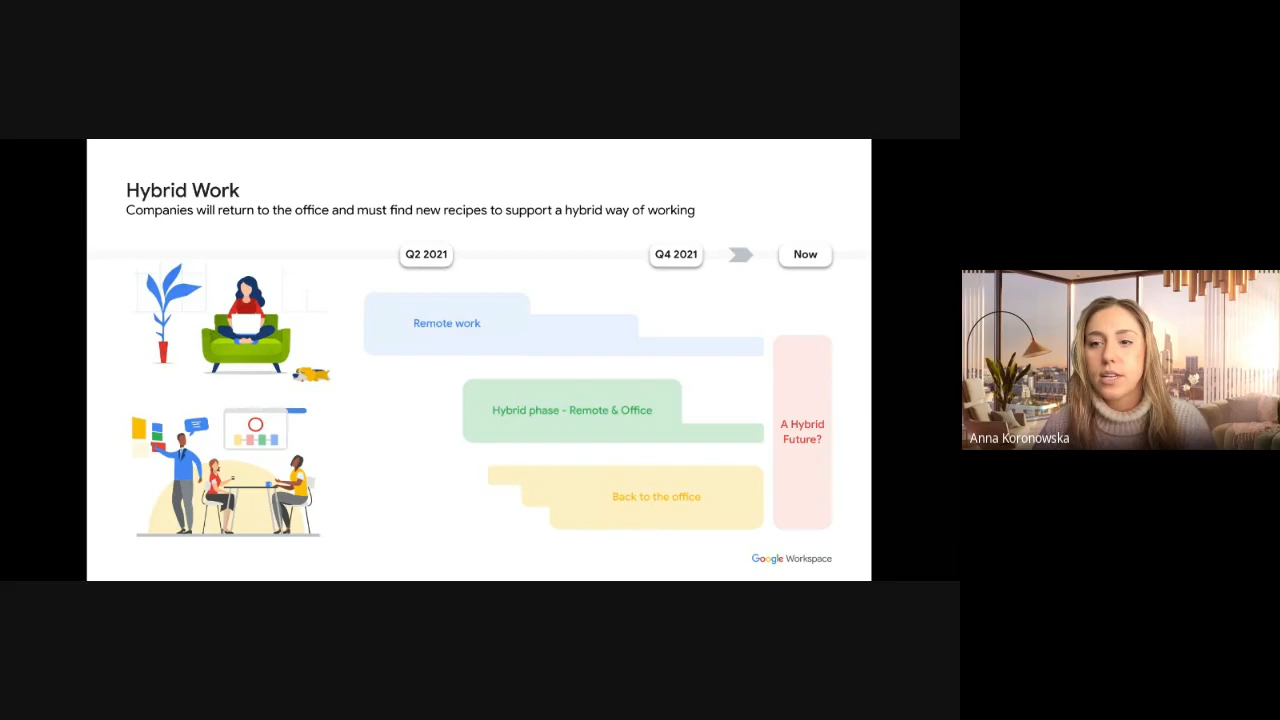 Hybrid Work
Companies will return to the office and must find new recipes to support a hybrid way of working
Q2 2021
Q4 2021
Now
Remote work
Hybrid phase - Remote & Office
A Hybrid
Future?
Back to the office
Google Workspace
Anna Koronowska